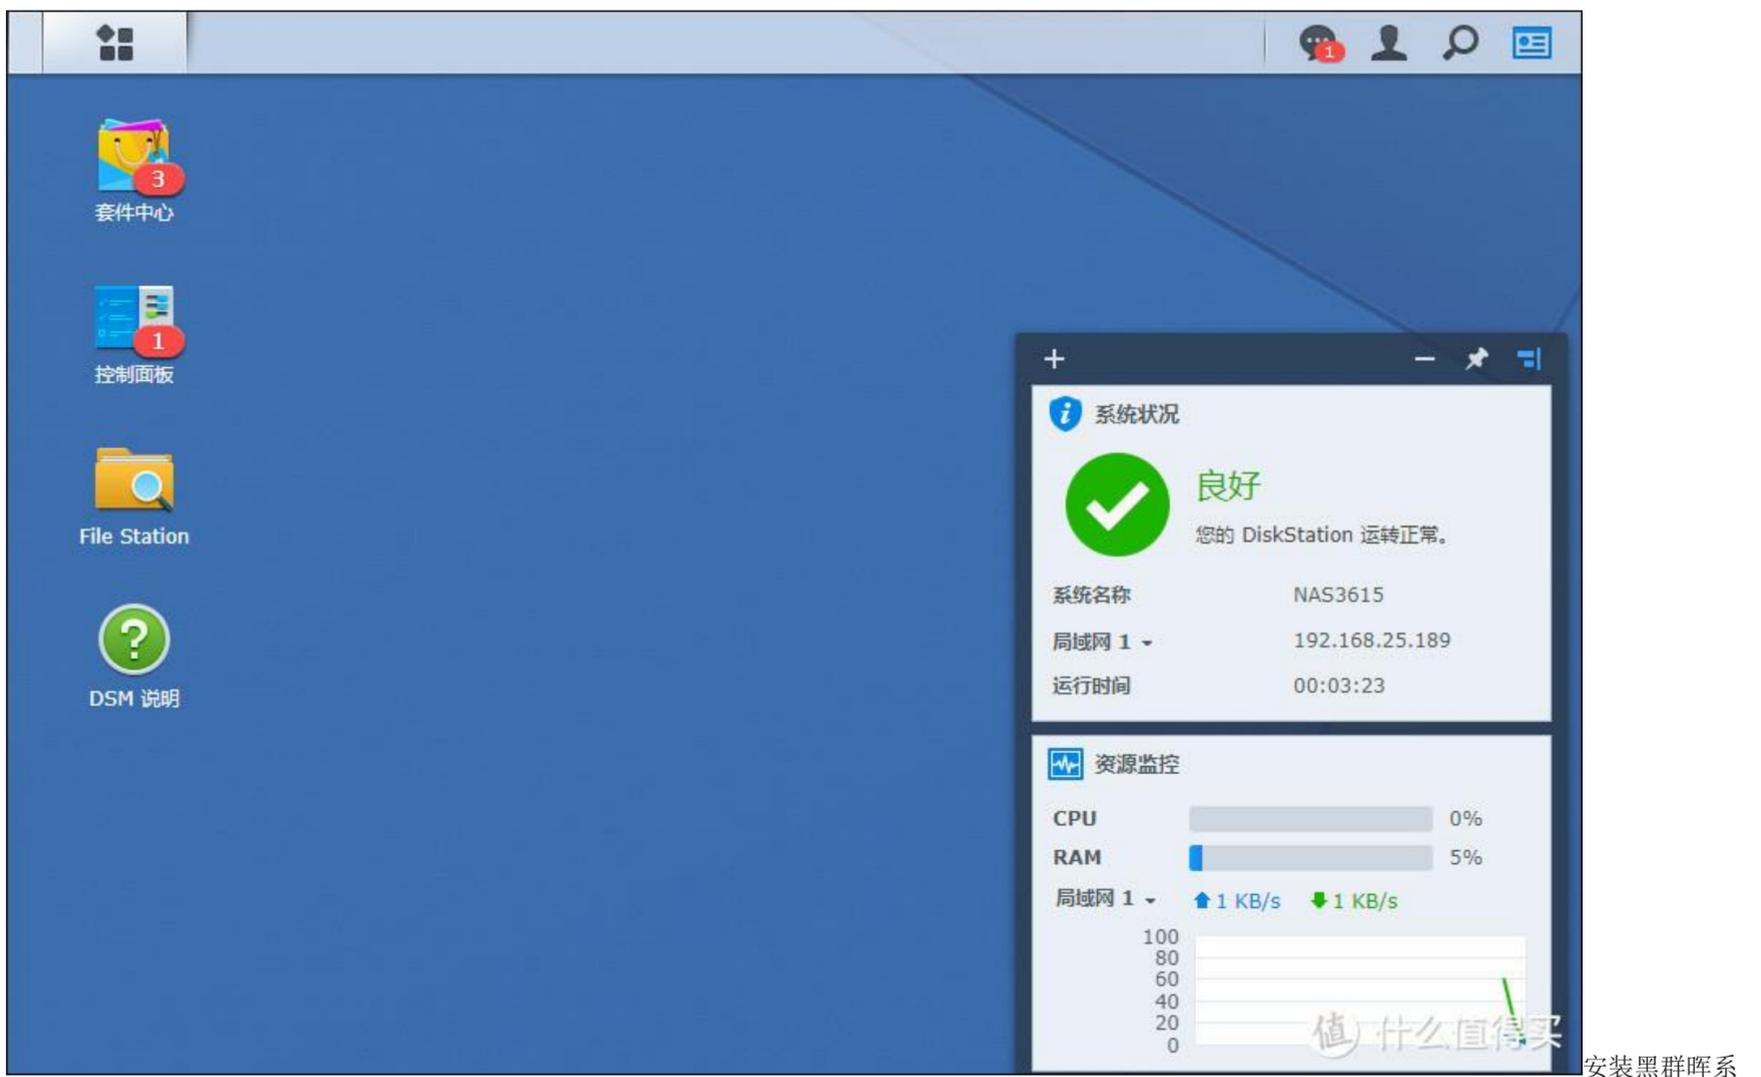 1
3
套件中心
1
控制面板
File Station
DSM 说明
系统状况
良好
您的 DiskStation 运转正常。
系统名称 NAS3615
局域网 1 192.168.25.189
运行时间 00:03:23
资源监控
CPU 0%
RAM 5%
局域网 1 1 KB/s 1 KB/s
100
80
60
40
20
0
值 什么值得买
安装黑群晖系